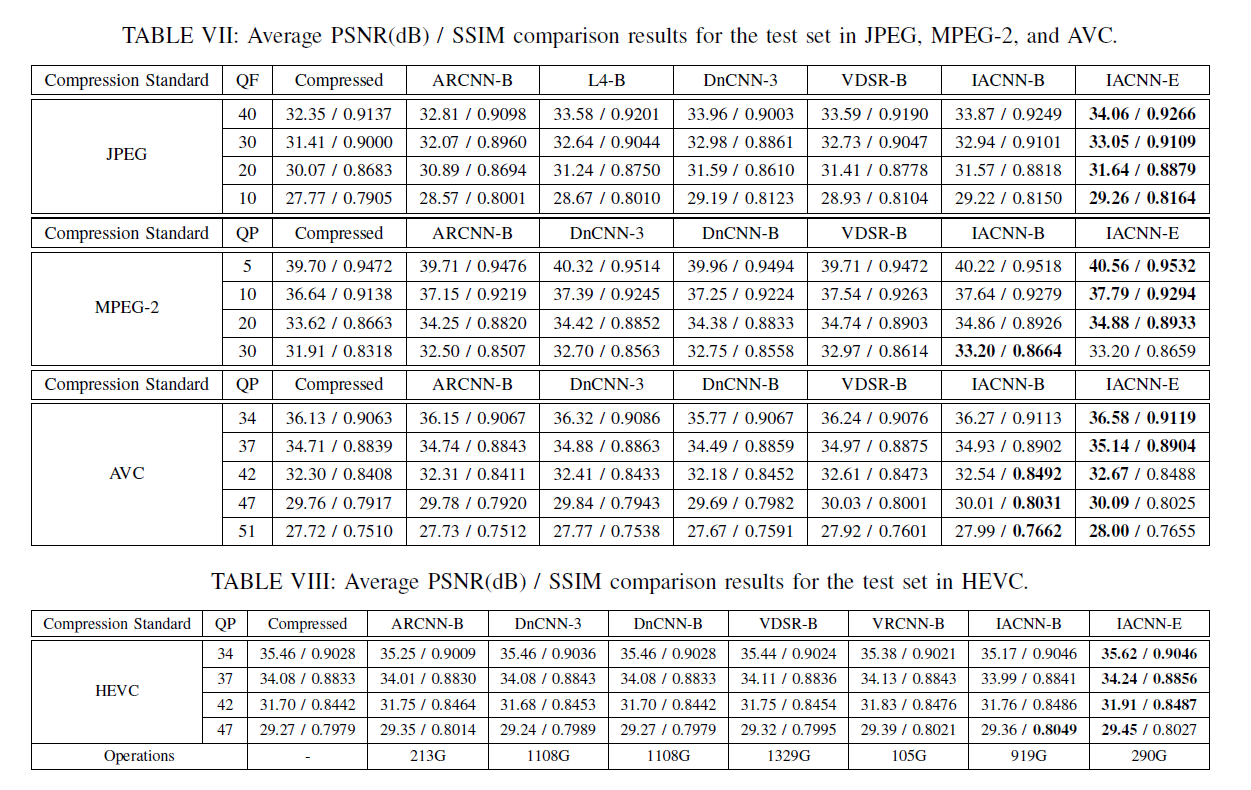 TABLE VII: Average PSNR(dB) / SSIM comparison results for the test set in JPEG, MPEG-2, and AVC.
Compression Standard QF Compressed ARCNN-B L4-B DnCNN-3 VDSR-B IACNN-B IACNN-E
JPEG
40 32.35 / 0.9137 32.81 / 0.9098 33.58 / 0.9201 33.96 / 0.9003 33.59 / 0.9190 33.87 / 0.9249 34.06 / 0.9266
30 31.41 / 0.9000 32.07 / 0.8960 32.64 / 0.9044 32.98 / 0.8861 32.73 / 0.9047 32.94 / 0.9101 33.05 / 0.9109
20 30.07 / 0.8683 30.89 / 0.8694 31.24 / 0.8750 31.59 / 0.8610 31.41 / 0.8778 31.57 / 0.8818 31.64 / 0.8879
10 27.77 / 0.7905 28.57 / 0.8001 28.67 / 0.8010 29.19 / 0.8123 28.93 / 0.8104 29.22 / 0.8150 29.26 / 0.8164
Compression Standard QP Compressed ARCNN-B DnCNN-3 DnCNN-B VDSR-B IACNN-B IACNN-E
MPEG-2
5 39.70 / 0.9472 39.71 / 0.9476 40.32 / 0.9514 39.96 / 0.9494 39.71 / 0.9472 40.22 / 0.9518 40.56 / 0.9532
10 36.64 / 0.9138 37.15 / 0.9219 37.39 / 0.9245 37.25 / 0.9224 37.54 / 0.9263 37.64 / 0.9279 37.79 / 0.9294
20 33.62 / 0.8663 34.25 / 0.8820 34.42 / 0.8852 34.38 / 0.8833 34.74 / 0.8903 34.86 / 0.8926 34.88 / 0.8933
30 31.91 / 0.8318 32.50 / 0.8507 32.70 / 0.8563 32.75 / 0.8558 32.97 / 0.8614 33.20 / 0.8664 33.20 / 0.8659
Compression Standard QP Compressed ARCNN-B DnCNN-3 DnCNN-B VDSR-B IACNN-B IACNN-E
AVC
34 36.13 / 0.9063 36.15 / 0.9067 36.32 / 0.9086 35.77 / 0.9067 36.24 / 0.9076 36.27 / 0.9113 36.58 / 0.9119
37 34.71 / 0.8839 34.74 / 0.8843 34.88 / 0.8863 34.49 / 0.8859 34.97 / 0.8875 34.93 / 0.8902 35.14 / 0.8904
42 32.30 / 0.8408 32.31 / 0.8411 32.41 / 0.8433 32.18 / 0.8452 32.61 / 0.8473 32.54 / 0.8492 32.67 / 0.8488
47 29.76 / 0.7917 29.78 / 0.7920 29.84 / 0.7943 29.69 / 0.7982 30.03 / 0.8001 30.01 / 0.8031 30.09 / 0.8025
51 27.72 / 0.7510 27.73 / 0.7512 27.77 / 0.7538 27.67 / 0.7591 27.92 / 0.7601 27.99 / 0.7662 28.00 / 0.7655
TABLE VIII: Average PSNR(dB) / SSIM comparison results for the test set in HEVC.
Compression Standard QP Compressed ARCNN-B DnCNN-3 DnCNN-B VDSR-B VRCNN-B IACNN-B IACNN-E
HEVC
34 35.46 / 0.9028 35.25 / 0.9009 35.46 / 0.9036 35.46 / 0.9028 35.44 / 0.9024 35.38 / 0.9021 35.17 / 0.9046 35.62 / 0.9046
37 34.08 / 0.8833 34.01 / 0.8830 34.08 / 0.8843 34.08 / 0.8833 34.11 / 0.8836 34.13 / 0.8843 33.99 / 0.8841 34.24 / 0.8856
42 31.70 / 0.8442 31.75 / 0.8464 31.68 / 0.8453 31.70 / 0.8442 31.75 / 0.8454 31.83 / 0.8476 31.76 / 0.8486 31.91 / 0.8487
47 29.27 / 0.7979 29.35 / 0.8014 29.24 / 0.7989 29.27 / 0.7979 29.32 / 0.7995 29.39 / 0.8021 29.36 / 0.8049 29.45 / 0.8027
Operations - 213G 1108G 1108G 1329G 105G 919G 290G